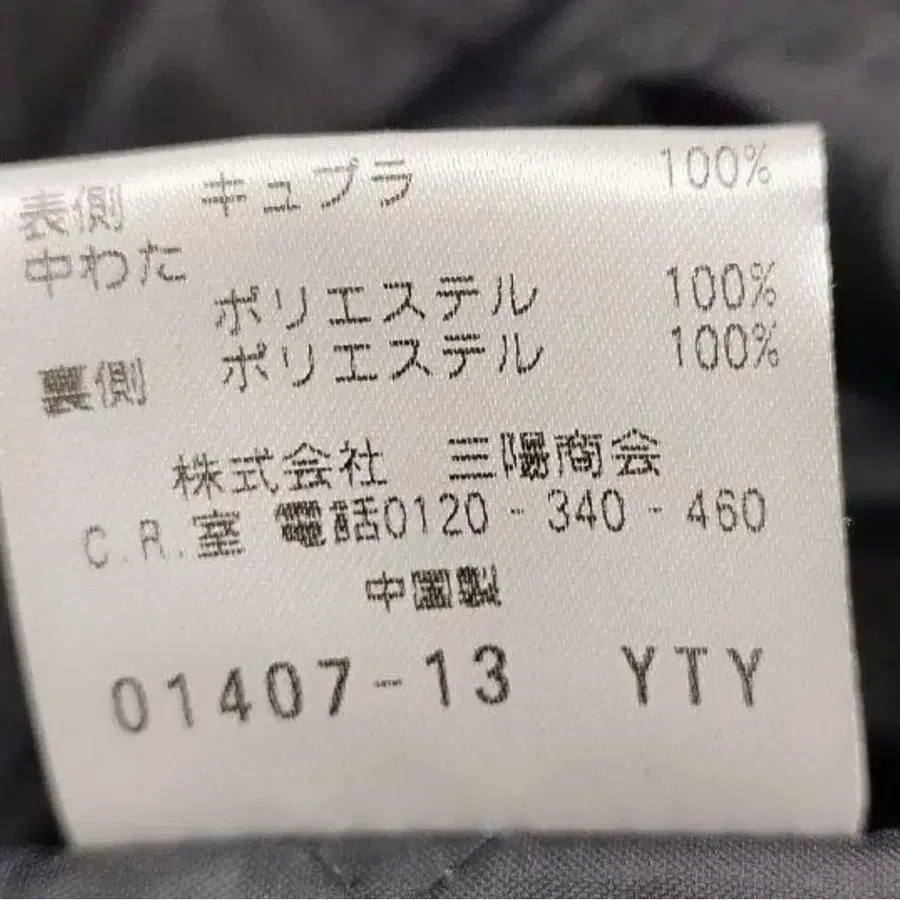 表側 キュプラ 100%
中わた
ポリエステル 100%
裏側 ポリエステル 100%
株式会社 三陽商会
C.R.室 電話0120-340-460
中国製
01407-13 YTY